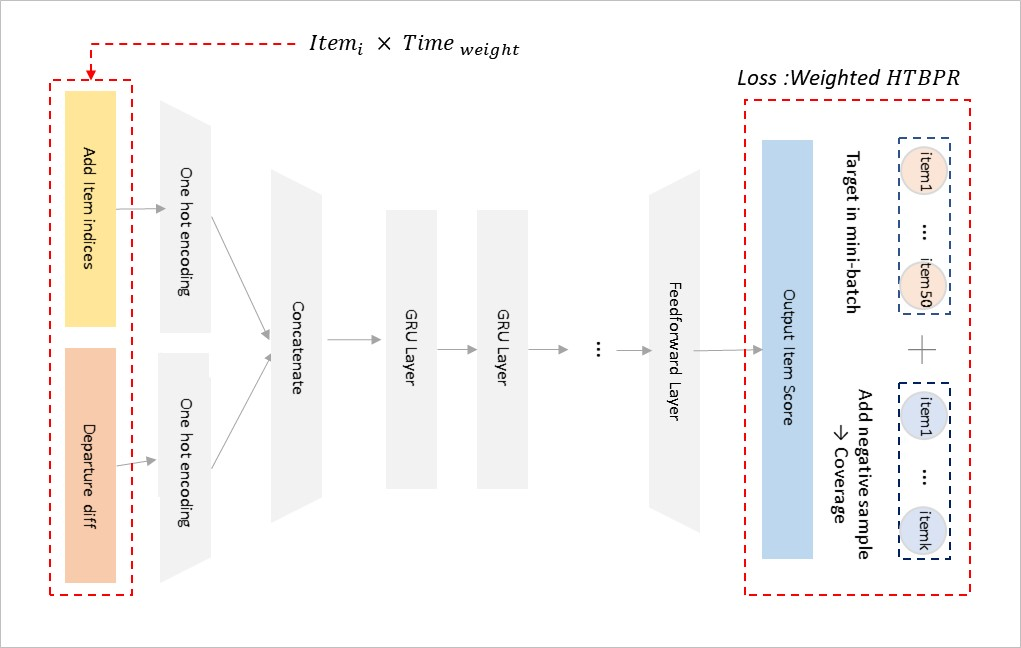 Item i × Time weight
Loss :Weighted HTBPR
Add Item indices
Departure diff
One hot encoding
One hot encoding
Concatenate
GRU Layer
GRU Layer
...
Feedforward Layer
Output Item Score
Target in mini-batch
item1
...
item50
+
Add negative sample
→ Coverage
item1
...
itemk